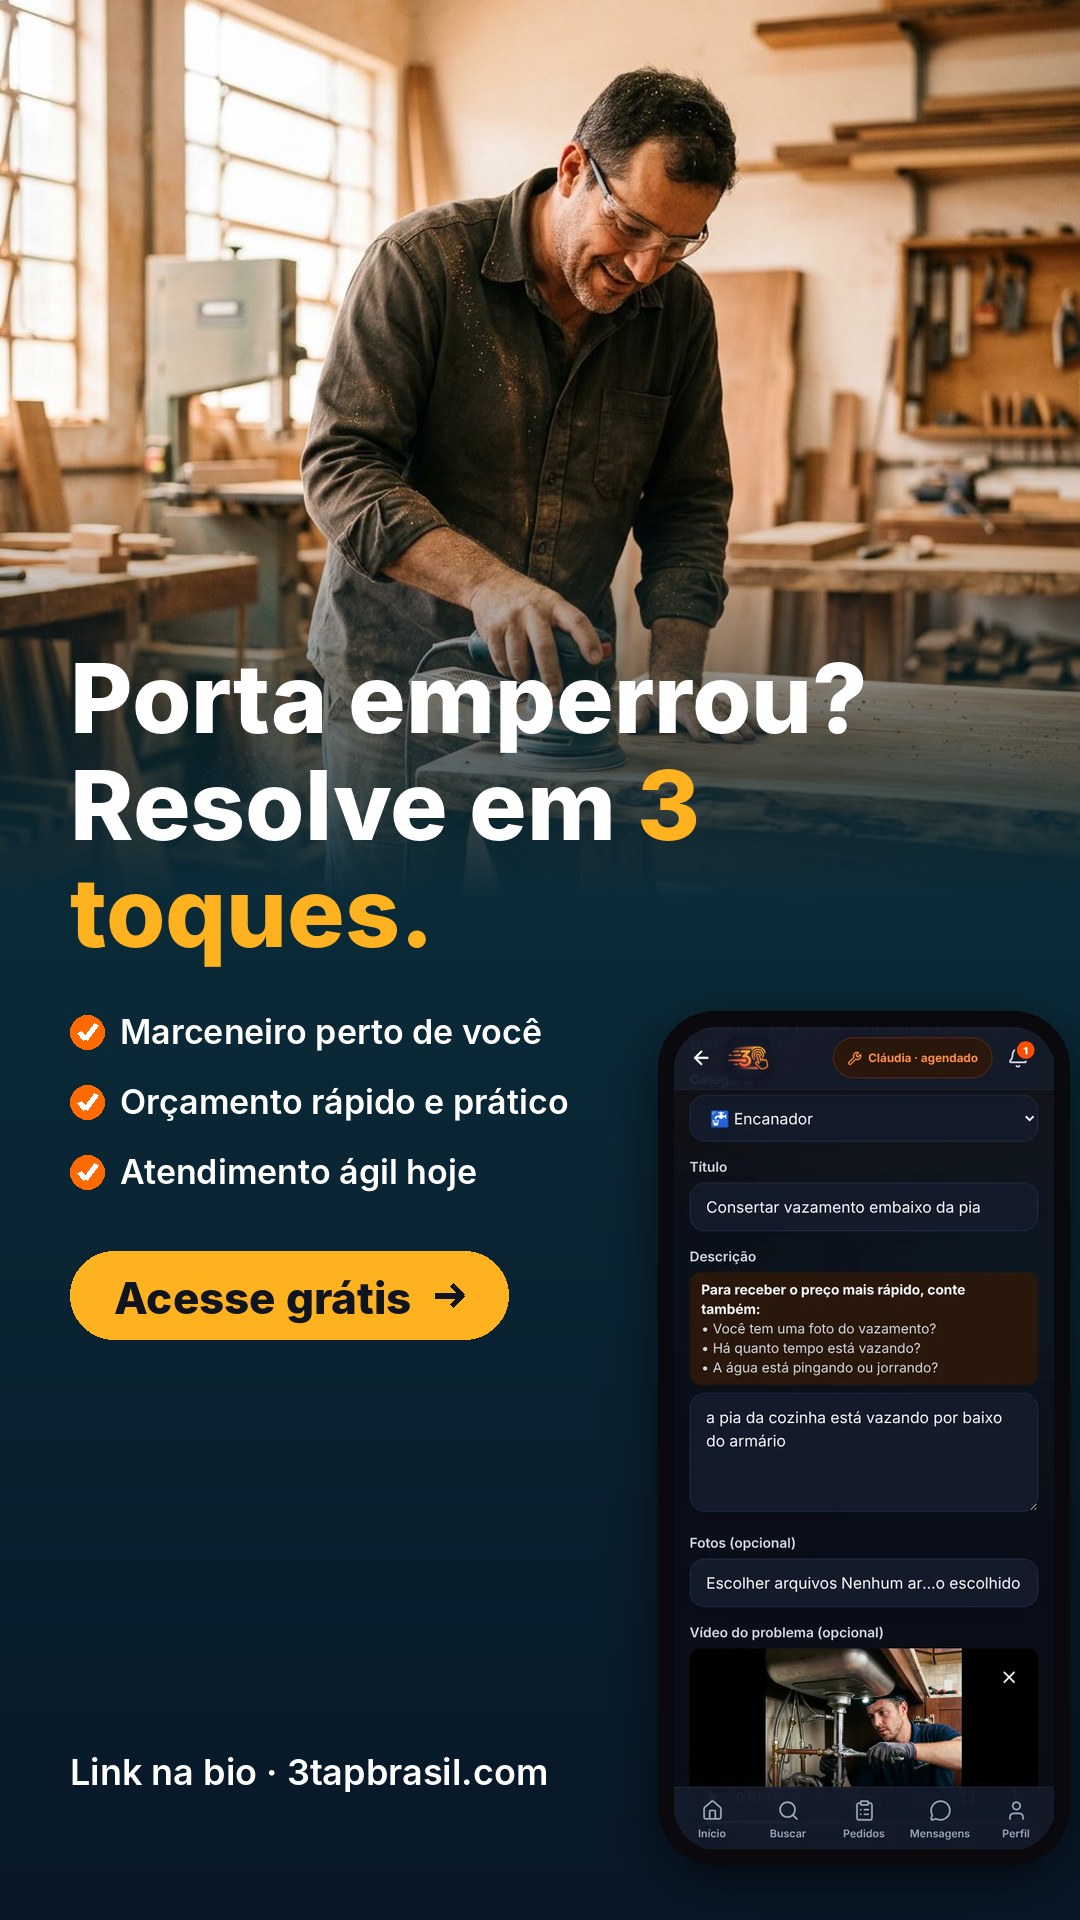 Porta emperrou?
Resolve em 3
toques.
Marceneiro perto de você
Orçamento rápido e prático
Atendimento ágil hoje
Acesse grátis →
Link na bio · 3tapbrasil.com
3
Cláudia · agendado
1
Categoria
Encanador
Título
Consertar vazamento embaixo da pia
Descrição
Para receber o preço mais rápido, conte
também:
• Você tem uma foto do vazamento?
• Há quanto tempo está vazando?
• A água está pingando ou jorrando?
a pia da cozinha está vazando por baixo
do armário
Fotos (opcional)
Escolher arquivos Nenhum ar...o escolhido
Vídeo do problema (opcional)
Início Buscar Pedidos Mensagens Perfil